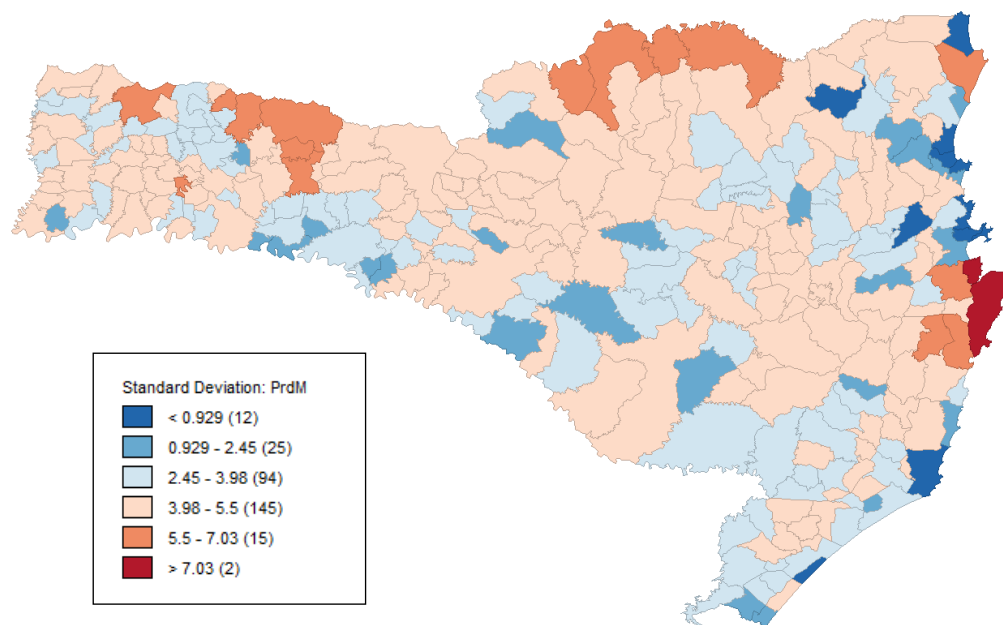 Standard Deviation: PrdM
< 0.929 (12)
0.929 - 2.45 (25)
2.45 - 3.98 (94)
3.98 - 5.5 (145)
5.5 - 7.03 (15)
> 7.03 (2)